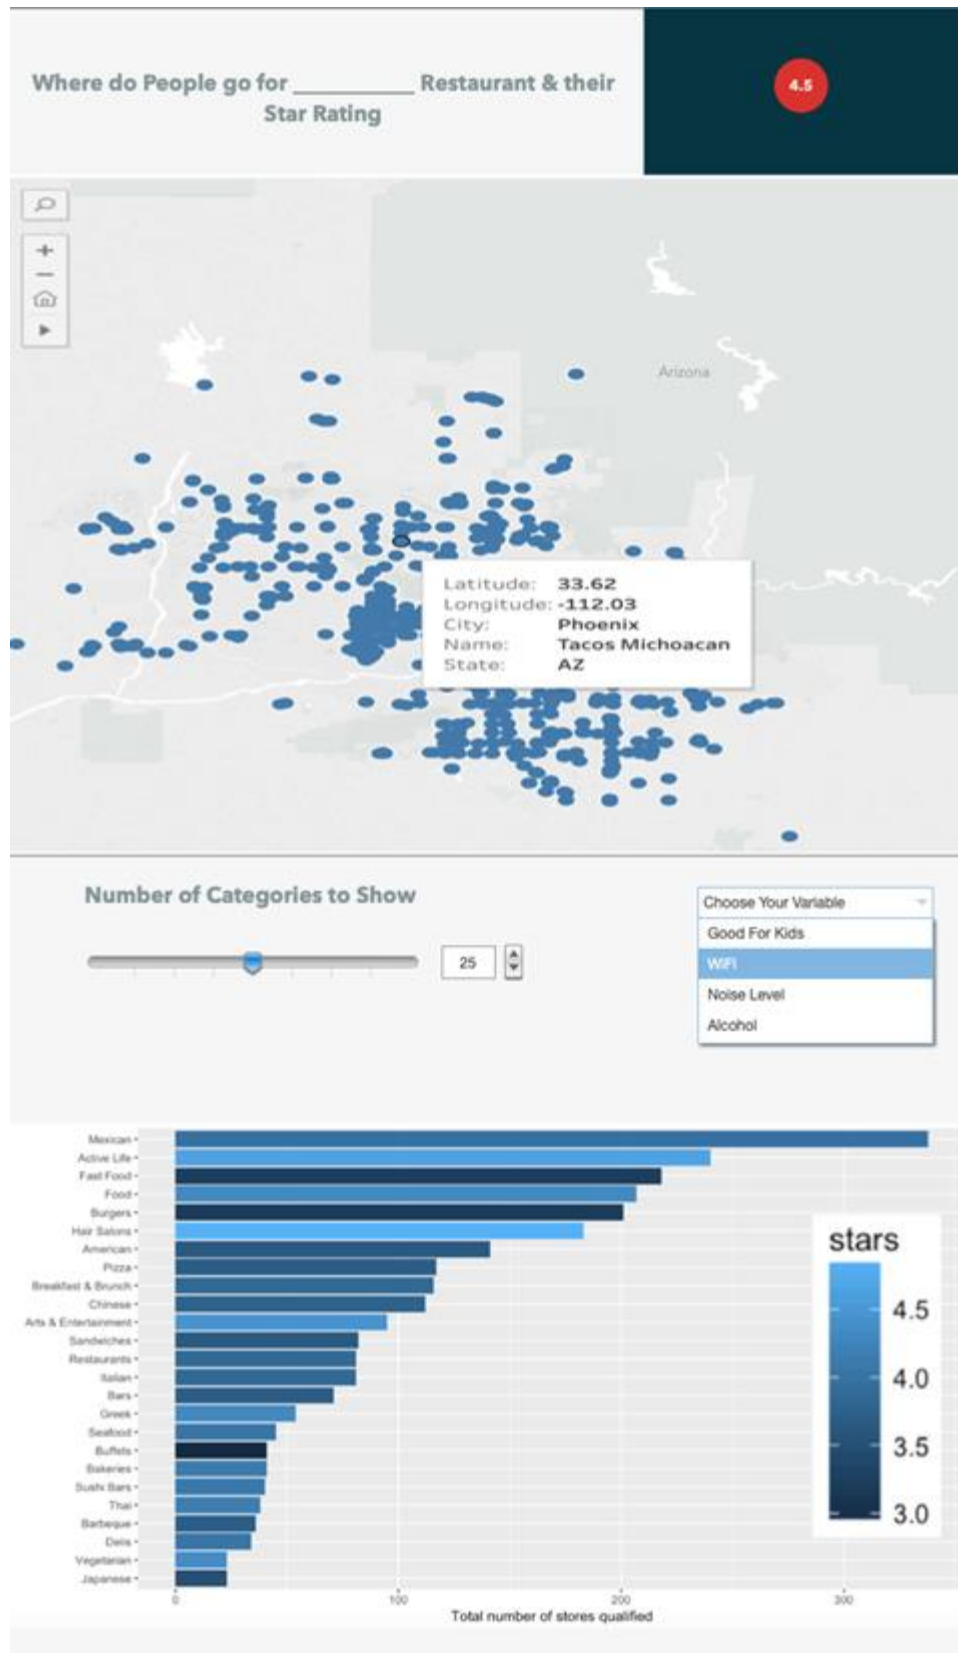 Where do People go for __________ Restaurant & their
Star Rating
4.5
Arizona
Latitude: 33.62
Longitude: -112.03
City: Phoenix
Name: Tacos Michoacan
State: AZ
Number of Categories to Show
25
Choose Your Variable
Good For Kids
WiFi
Noise Level
Alcohol
Mexican
Active Life
Fast Food
Food
Burgers
Hair Salons
American
Pizza
Breakfast & Brunch
Chinese
Arts & Entertainment
Sandwiches
Restaurants
Italian
Bars
Greek
Seafood
Buffets
Bakeries
Sushi Bars
Thai
Barbeque
Delis
Vegetarian
Japanese
stars
4.5
4.0
3.5
3.0
0 100 200 300
Total number of stores qualified